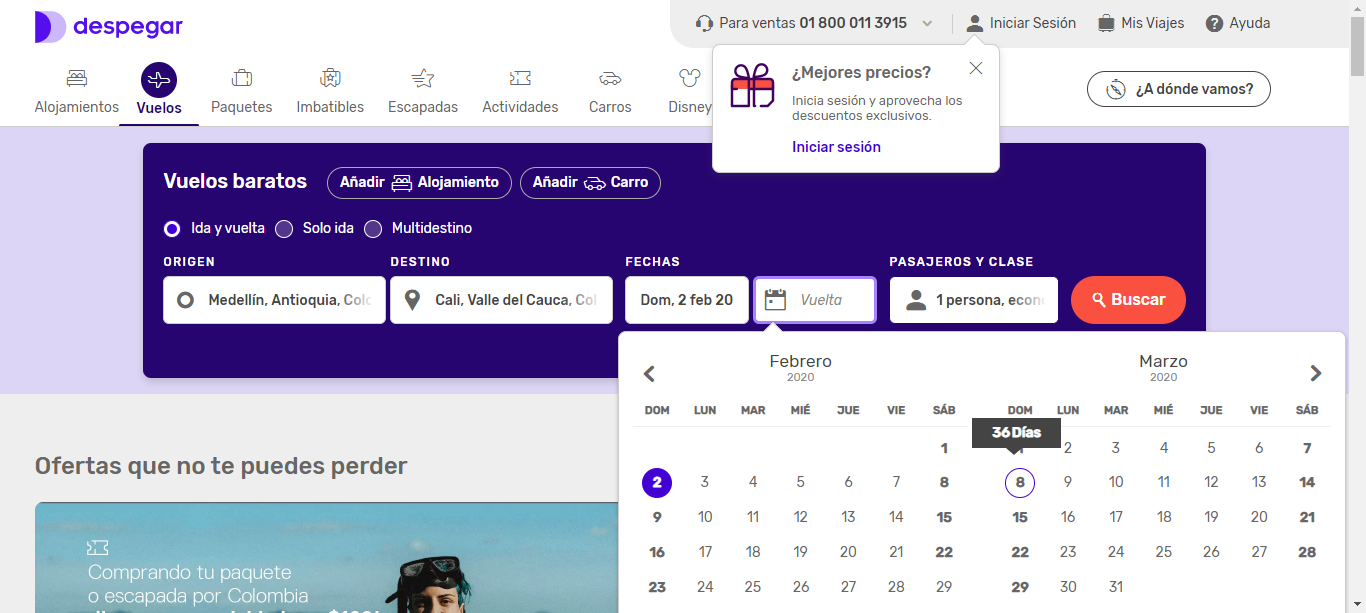 despegar
Para ventas 01 800 011 3915
Iniciar Sesión
Mis Viajes
Ayuda
Alojamientos
Vuelos
Paquetes
Imbatibles
Escapadas
Actividades
Carros
Disney
¿Mejores precios?
Inicia sesión y aprovecha los
descuentos exclusivos.
Iniciar sesión
¿A dónde vamos?
Vuelos baratos
Añadir Alojamiento
Añadir Carro
Ida y vuelta
Solo ida
Multidestino
ORIGEN
DESTINO
FECHAS
PASAJEROS Y CLASE
Medellín, Antioquia, Colo
Cali, Valle del Cauca, Col
Dom, 2 feb 20
Vuelta
1 persona, econ
Buscar
Febrero
2020
DOM LUN MAR MIÉ JUE VIE SÁB
1
2 3 4 5 6 7 8
9 10 11 12 13 14 15
16 17 18 19 20 21 22
23 24 25 26 27 28 29
Marzo
2020
DOM LUN MAR MIÉ JUE VIE SÁB
36 Días
2 3 4 5 6 7
8 9 10 11 12 13 14
15 16 17 18 19 20 21
22 23 24 25 26 27 28
29 30 31
Ofertas que no te puedes perder
Comprando tu paquete
o escapada por Colombia